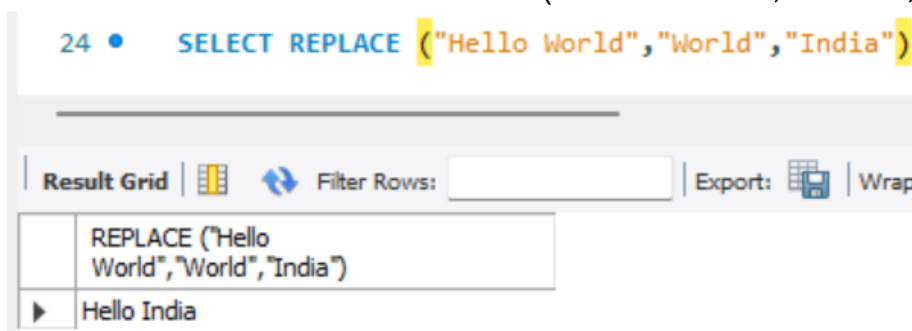 24 SELECT REPLACE ("Hello World","World","India")
Result Grid Filter Rows: Export: Wrap
REPLACE ("Hello
World","World","India")
Hello India